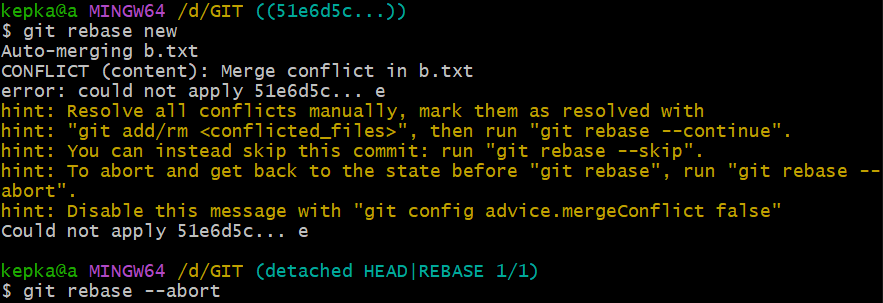 kepka@a MINGW64 /d/GIT ((51e6d5c...))
$ git rebase new
Auto-merging b.txt
CONFLICT (content): Merge conflict in b.txt
error: could not apply 51e6d5c... e
hint: Resolve all conflicts manually, mark them as resolved with
hint: "git add/rm <conflicted_files>", then run "git rebase --continue".
hint: You can instead skip this commit: run "git rebase --skip".
hint: To abort and get back to the state before "git rebase", run "git rebase --
abort".
hint: Disable this message with "git config advice.mergeConflict false"
Could not apply 51e6d5c... e
kepka@a MINGW64 /d/GIT (detached HEAD|REBASE 1/1)
$ git rebase --abort